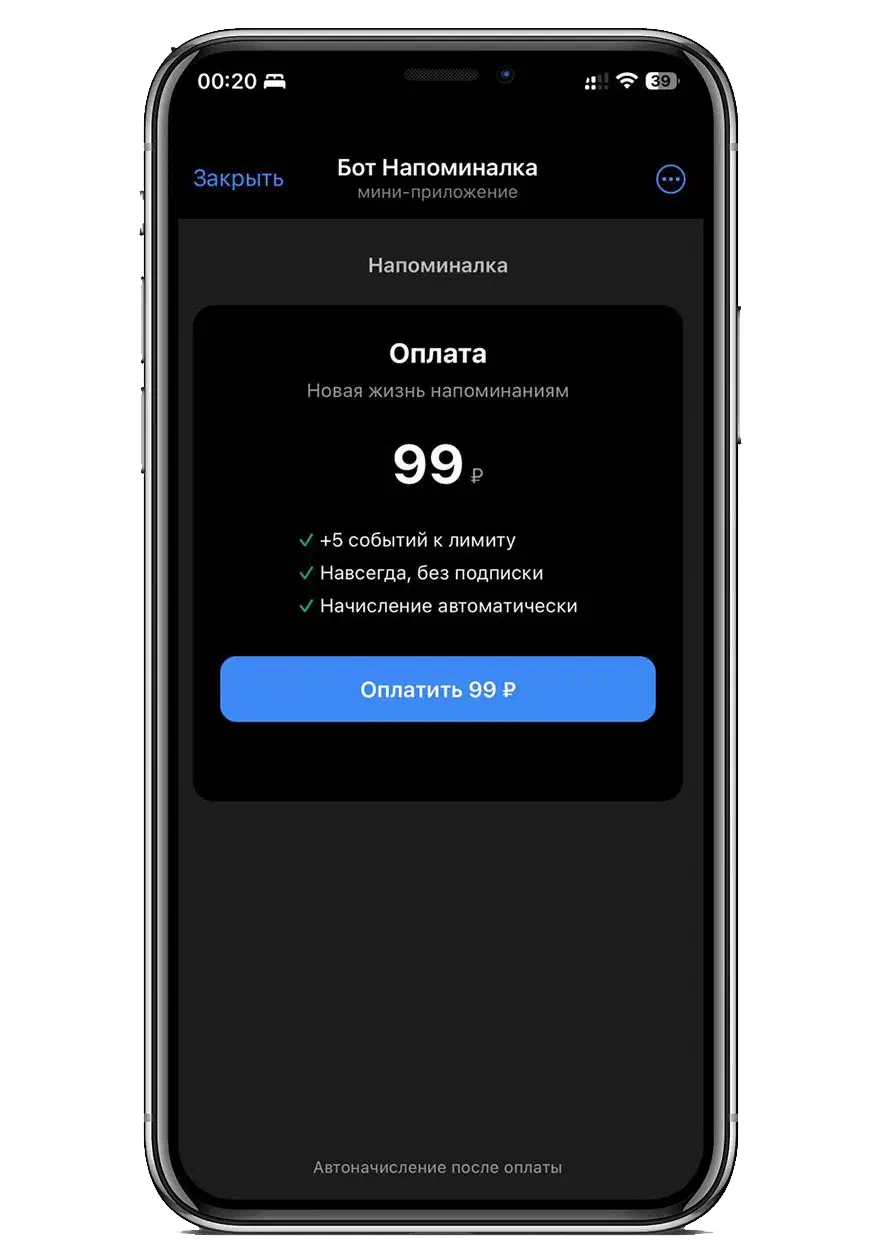 00:20
39
Закрыть
Бот Напоминалка
мини-приложение
Напоминалка
Оплата
Новая жизнь напоминаниям
99 ₽
+5 событий к лимиту
Навсегда, без подписки
Начисление автоматически
Оплатить 99 ₽
Автоначисление после оплаты